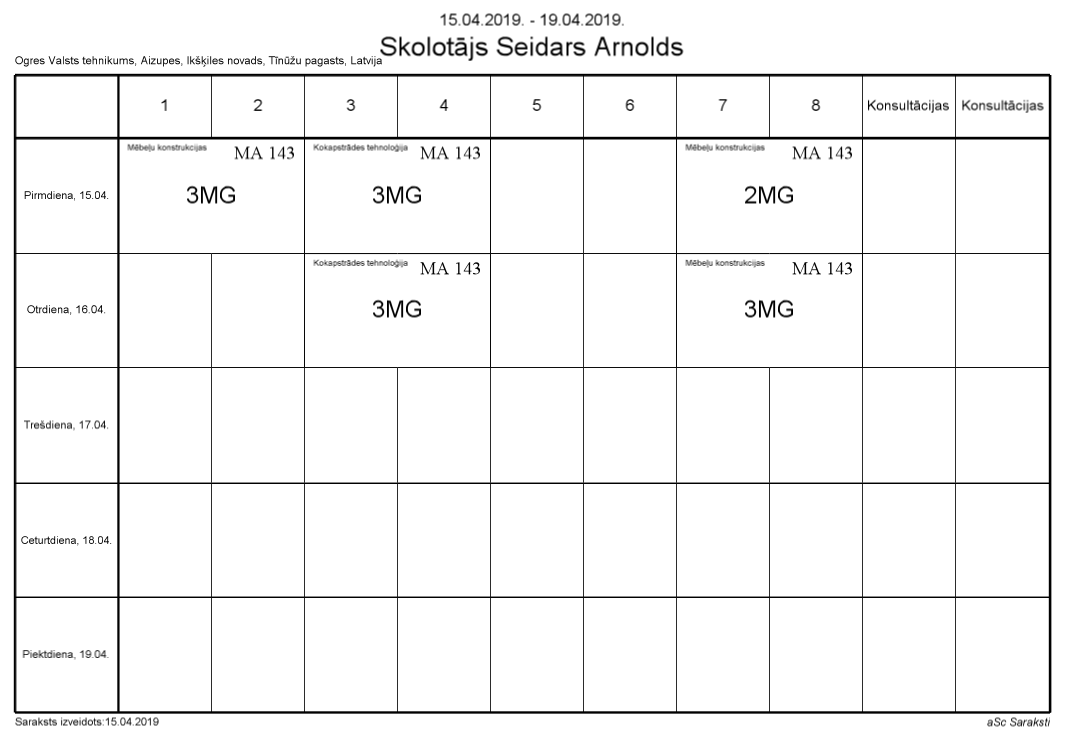 15.04.2019. - 19.04.2019.
Skolotājs Seidars Arnolds
Ogres Valsts tehnikums, Aizupes, Ikšķiles novads, Tīnūžu pagasts, Latvija
1 2 3 4 5 6 7 8 Konsultācijas Konsultācijas
Mēbeļu konstrukcijas MA 143 Kokapstrādes tehnoloģija MA 143 Mēbeļu konstrukcijas MA 143
Pirmdiena, 15.04. 3MG 3MG 2MG
Kokapstrādes tehnoloģija MA 143 Mēbeļu konstrukcijas MA 143
Otrdiena, 16.04. 3MG 3MG
Trešdiena, 17.04.
Ceturtdiena, 18.04.
Piektdiena, 19.04.
Saraksts izveidots:15.04.2019 aSc Saraksti